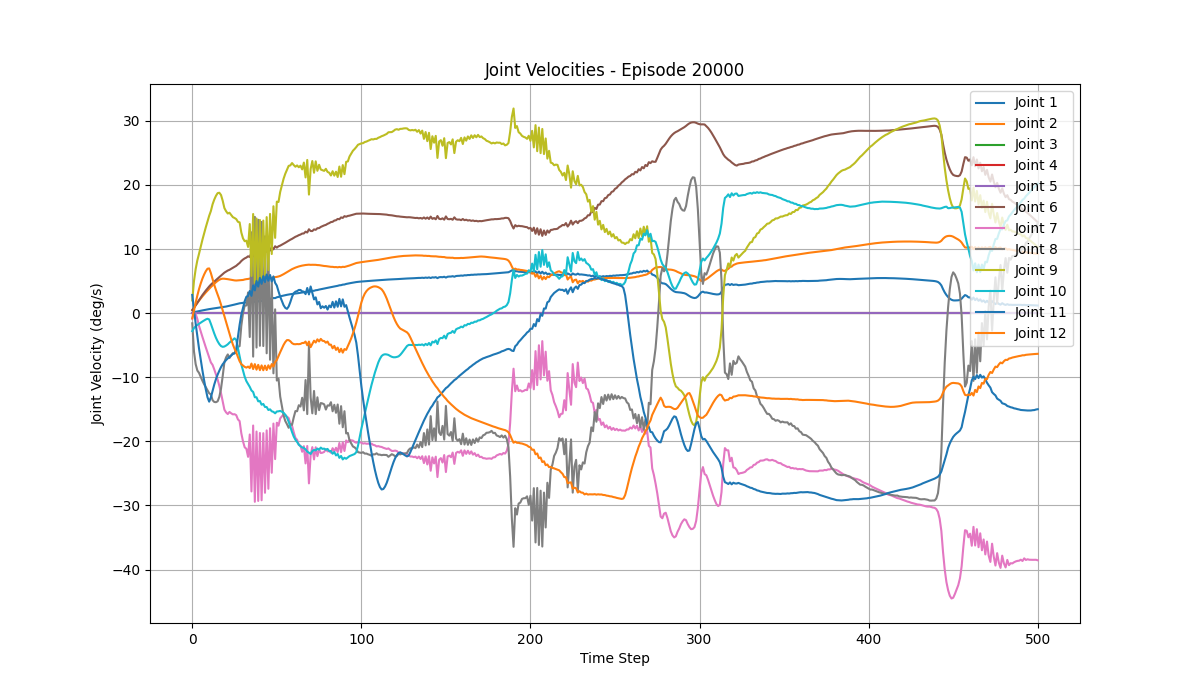 Joint Velocities - Episode 20000
Joint Velocity (deg/s)
30
20
10
0
−10
−20
−30
−40
0 100 200 300 400 500
Time Step
Joint 1
Joint 2
Joint 3
Joint 4
Joint 5
Joint 6
Joint 7
Joint 8
Joint 9
Joint 10
Joint 11
Joint 12